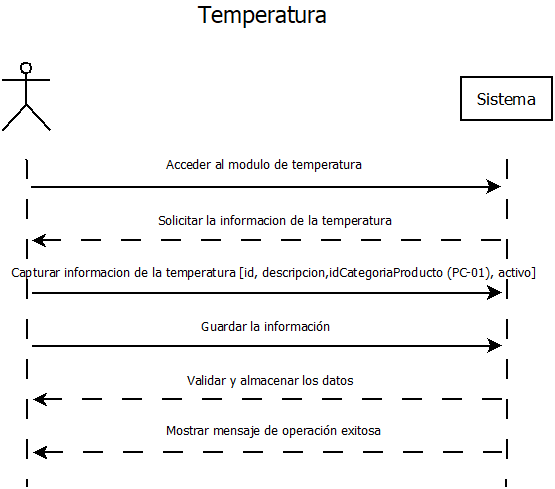 Temperatura
Sistema
Acceder al modulo de temperatura
Solicitar la informacion de la temperatura
Capturar informacion de la temperatura [id, descripcion,idCategoriaProducto (PC-01), activo]
Guardar la información
Validar y almacenar los datos
Mostrar mensaje de operación exitosa